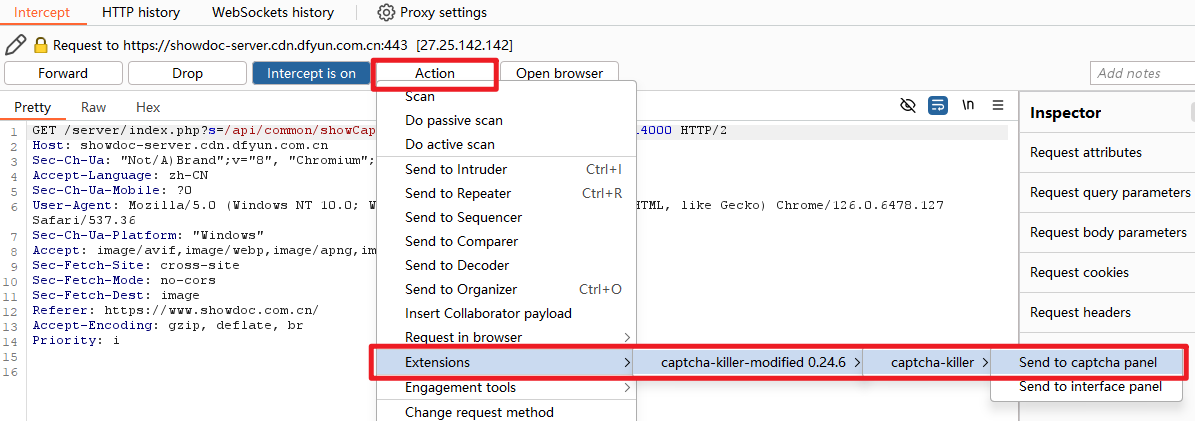 Intercept HTTP history WebSockets history Proxy settings
Request to https://showdoc-server.cdn.dfyun.com.cn:443 [27.25.142.142]
Forward Drop Intercept is on Action Open browser Add notes
Pretty Raw Hex \n
1 GET /server/index.php?s=/api/common/showCap 4000 HTTP/2
2 Host: showdoc-server.cdn.dfyun.com.cn
3 Sec-Ch-Ua: "Not/A)Brand";v="8", "Chromium";
4 Accept-Language: zh-CN
5 Sec-Ch-Ua-Mobile: ?0
6 User-Agent: Mozilla/5.0 (Windows NT 10.0; W HTML, like Gecko) Chrome/126.0.6478.127
Safari/537.36
7 Sec-Ch-Ua-Platform: "Windows"
8 Accept: image/avif,image/webp,image/apng,im
9 Sec-Fetch-Site: cross-site
10 Sec-Fetch-Mode: no-cors
11 Sec-Fetch-Dest: image
12 Referer: https://www.showdoc.com.cn/
13 Accept-Encoding: gzip, deflate, br
14 Priority: i
15
16
Scan
Do passive scan
Do active scan
Send to Intruder Ctrl+I
Send to Repeater Ctrl+R
Send to Sequencer
Send to Comparer
Send to Decoder
Send to Organizer Ctrl+O
Insert Collaborator payload
Request in browser
Extensions captcha-killer-modified 0.24.6 captcha-killer Send to captcha panel
Send to interface panel
Engagement tools
Change request method
Inspector
Request attributes
Request query parameters
Request body parameters
Request cookies
Request headers